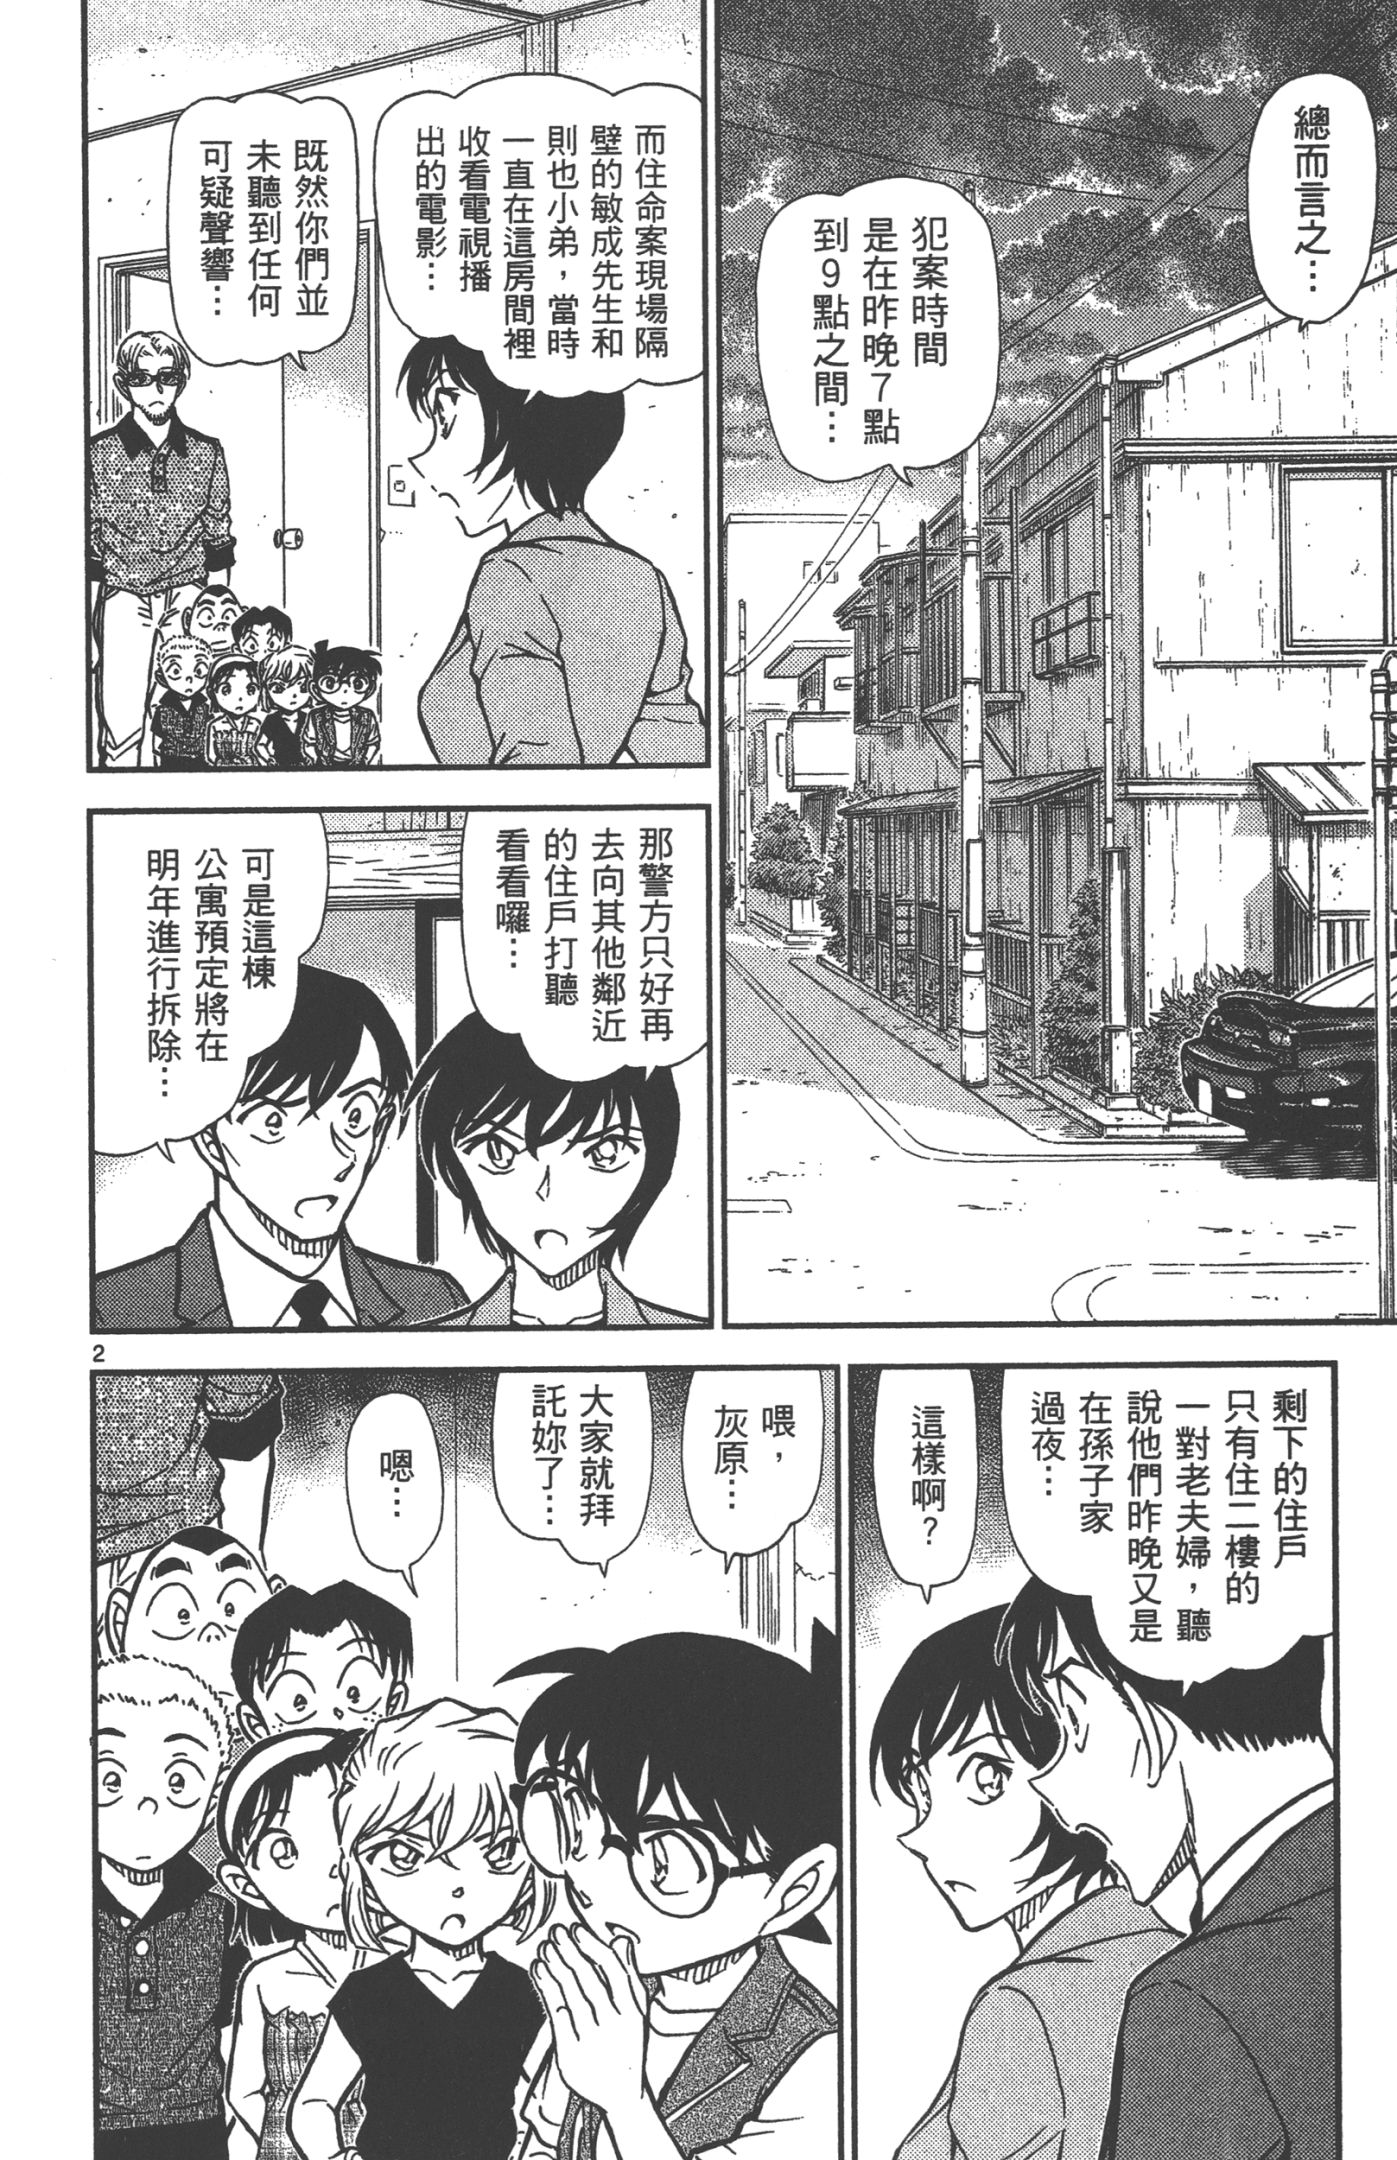 總而言之…
犯案時間
是在昨晚7點
到9點之間…
而住命案現場隔
壁的敏成先生和
則也小弟，當時
一直在這房間裡
收看電視播
出的電影…
既然你們並
未聽到任何
可疑聲響…
那警方只好再
去向其他鄰近
的住戶打聽
看看囉…
可是這棟
公寓預定將在
明年進行拆除…
2
剩下的住戶
只有住二樓的
一對老夫婦，聽
說他們昨晚又是
在孫子家
過夜…
這樣啊？
喂，
灰原…
大家就拜
託妳了…
嗯…